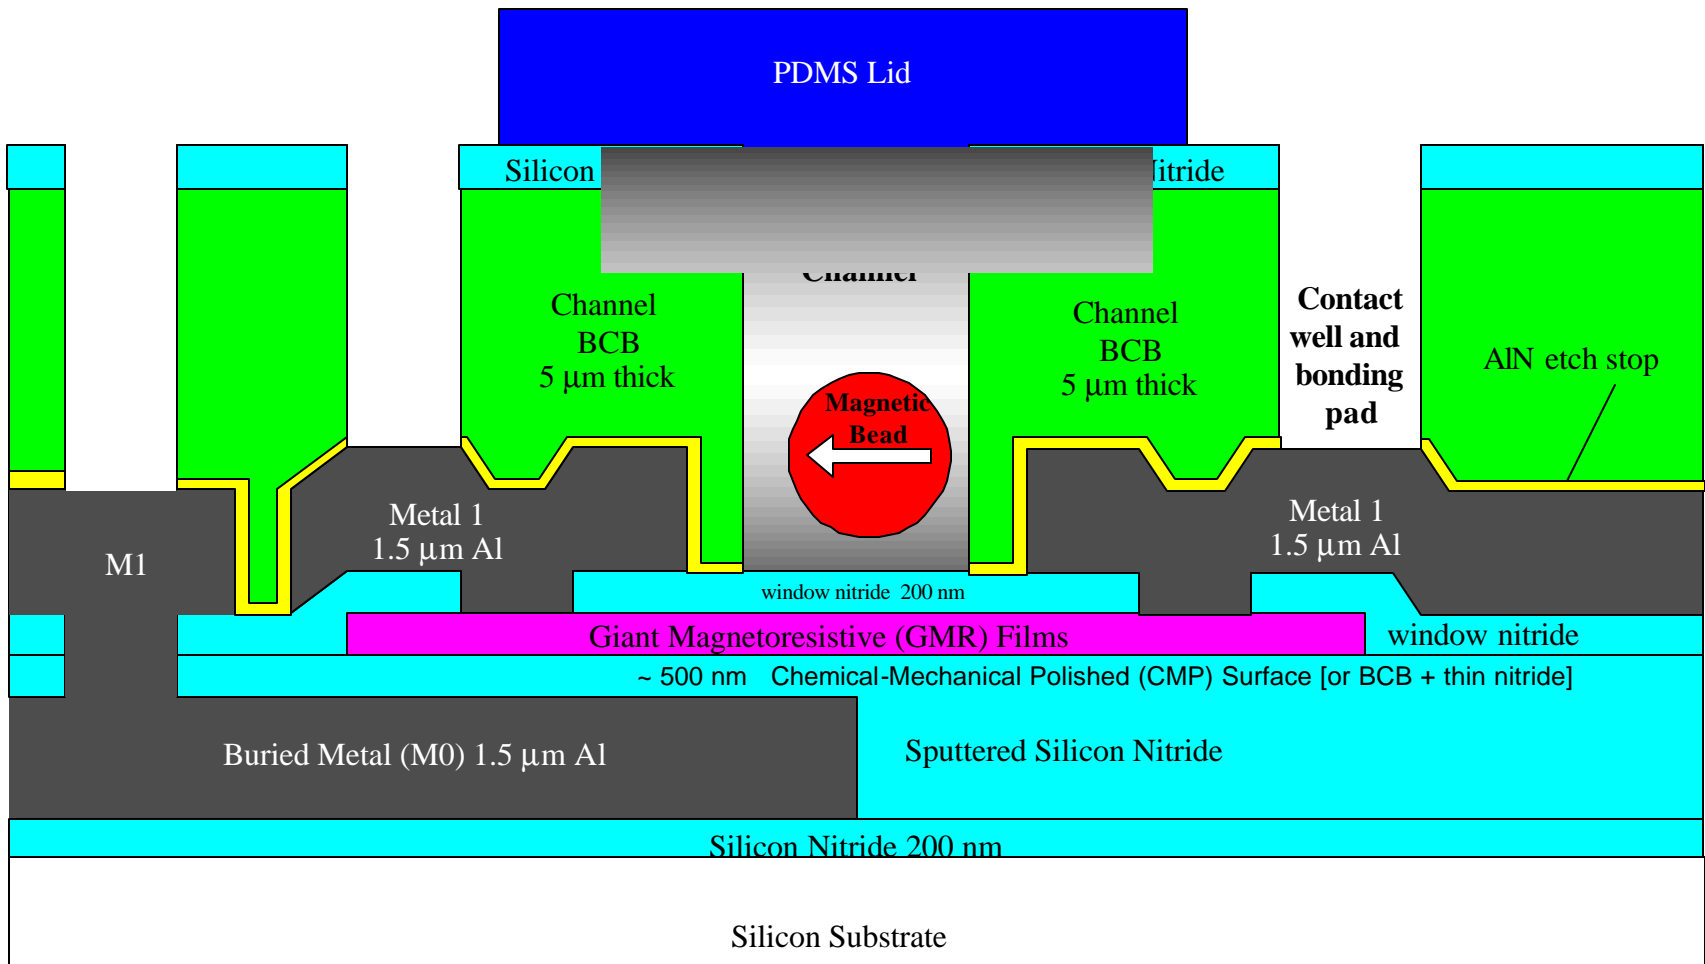 PDMS Lid
Silicon Nitride
Channel
Channel
BCB
5 μm thick
Magnetic
Bead
Channel
BCB
5 μm thick
Contact
well and
bonding
pad
AlN etch stop
M1
Metal 1
1.5 μm Al
Metal 1
1.5 μm Al
window nitride 200 nm
Giant Magnetoresistive (GMR) Films
window nitride
~ 500 nm Chemical-Mechanical Polished (CMP) Surface [or BCB + thin nitride]
Buried Metal (M0) 1.5 μm Al
Sputtered Silicon Nitride
Silicon Nitride 200 nm
Silicon Substrate